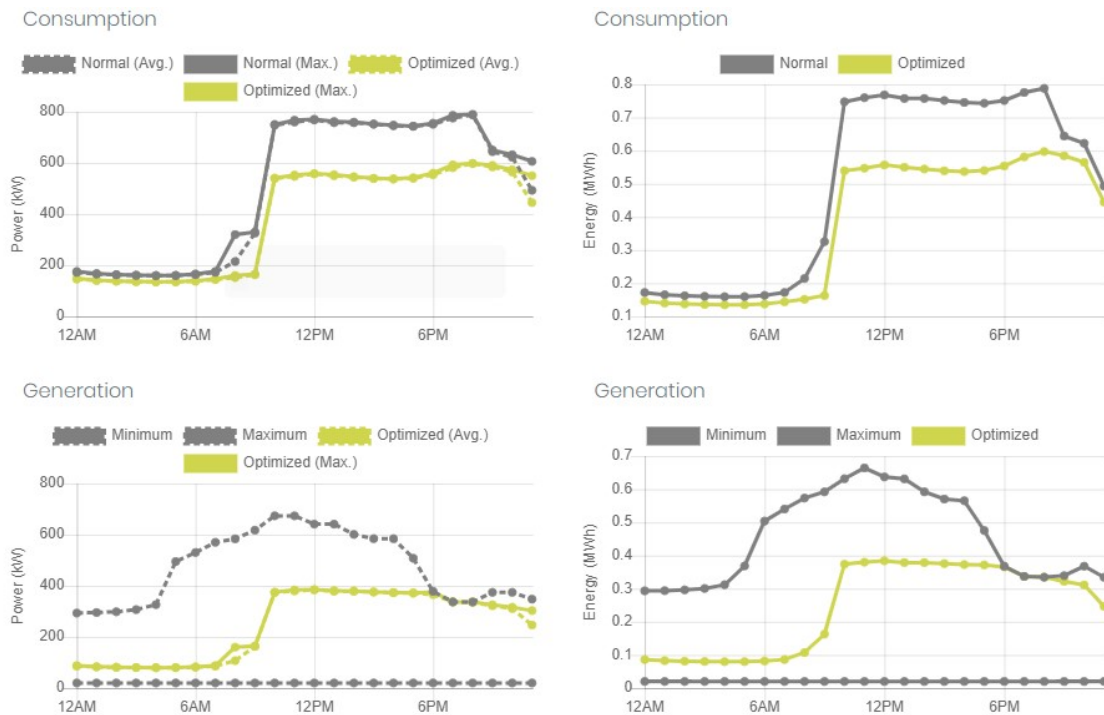 Consumption
Normal (Avg.) Normal (Max.) Optimized (Avg.)
Optimized (Max.)
800
600
400
200
0
Power (kW)
12AM 6AM 12PM 6PM
Consumption
Normal Optimized
0.8
0.7
0.6
0.5
0.4
0.3
0.2
0.1
Energy (MWh)
12AM 6AM 12PM 6PM
Generation
Minimum Maximum Optimized (Avg.)
Optimized (Max.)
800
600
400
200
0
Power (kW)
12AM 6AM 12PM 6PM
Generation
Minimum Maximum Optimized
0.7
0.6
0.5
0.4
0.3
0.2
0.1
0
Energy (MWh)
12AM 6AM 12PM 6PM